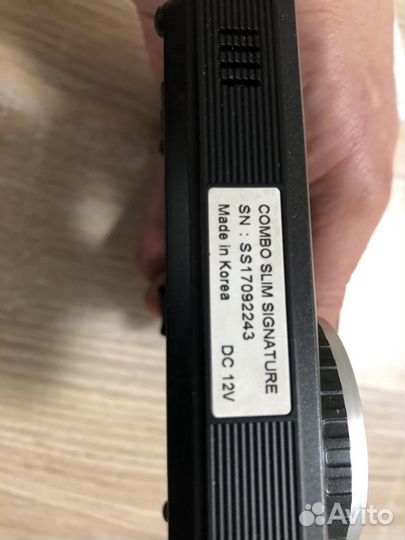 COMBO SLIM SIGNATURE
SN : SS17092243
Made in Korea DC 12V
Avito